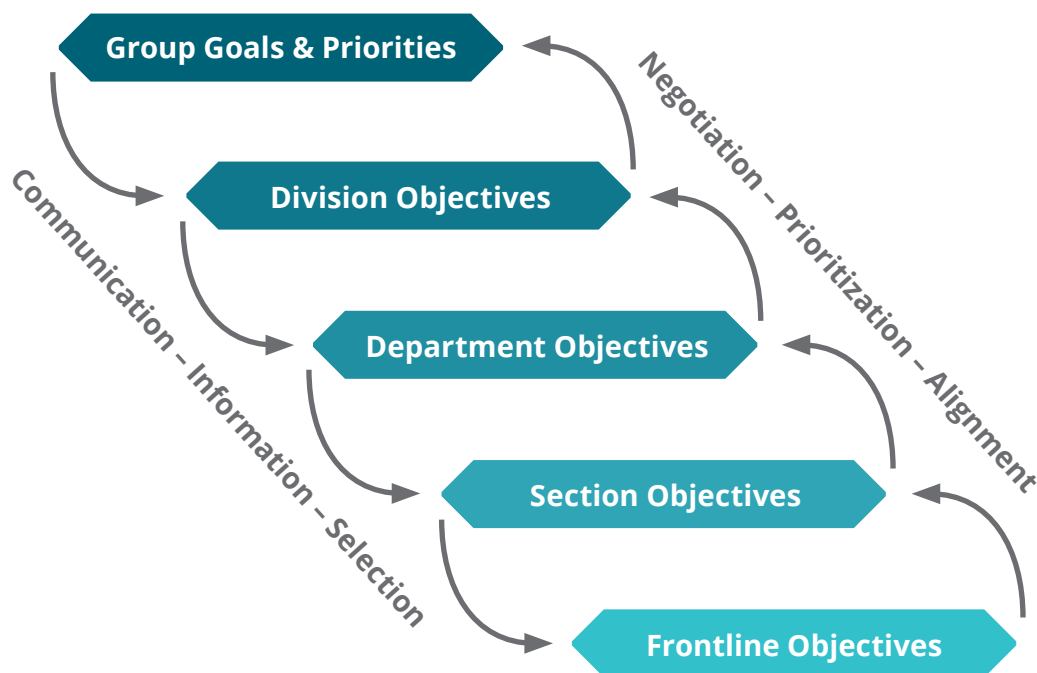 Group Goals & Priorities
Negotiation – Prioritization – Alignment
Division Objectives
Communication – Information – Selection
Department Objectives
Section Objectives
Frontline Objectives